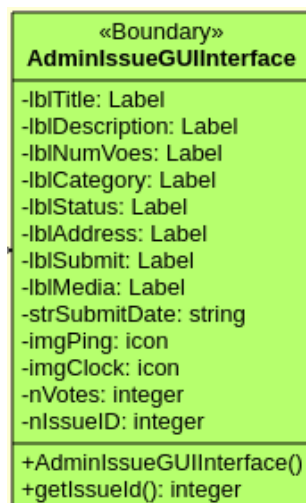 «Boundary»
AdminIssueGUIInterface
-lblTitle: Label
-lblDescription: Label
-lblNumVoes: Label
-lblCategory: Label
-lblStatus: Label
-lblAddress: Label
-lblSubmit: Label
-lblMedia: Label
-strSubmitDate: string
-imgPing: icon
-imgClock: icon
-nVotes: integer
-nIssueID: integer
+AdminIssueGUIInterface()
+getIssueId(): integer